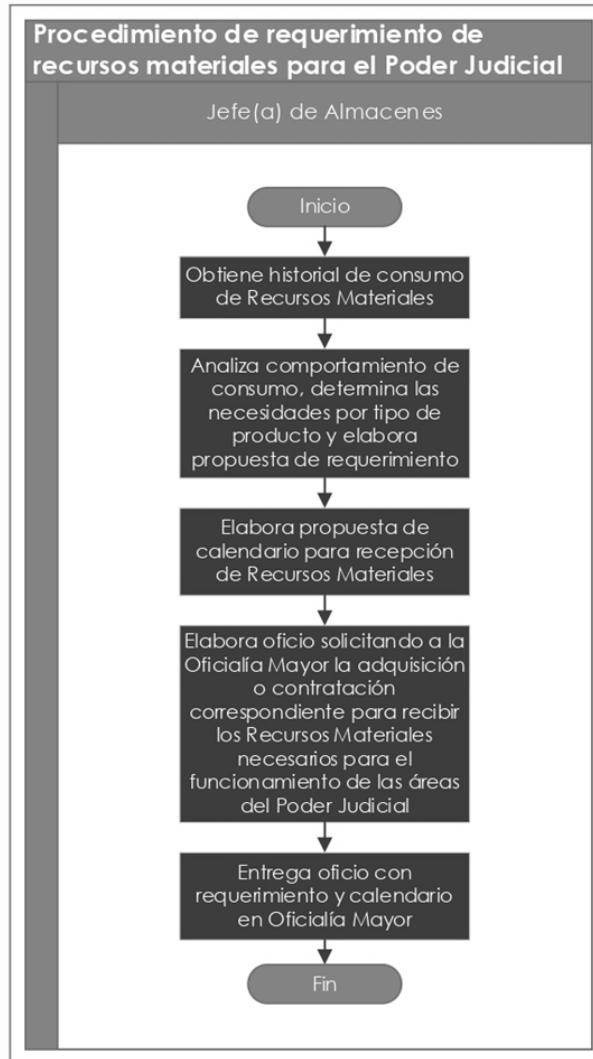 Procedimiento de requerimiento de
recursos materiales para el Poder Judicial
Jefe(a) de Almacenes
Inicio
Obtiene historial de consumo
de Recursos Materiales
Analiza comportamiento de
consumo, determina las
necesidades por tipo de
producto y elabora
propuesta de requerimiento
Elabora propuesta de
calendario para recepción
de Recursos Materiales
Elabora oficio solicitando a la
Oficialía Mayor la adquisición
o contratación
correspondiente para recibir
los Recursos Materiales
necesarios para el
funcionamiento de las áreas
del Poder Judicial
Entrega oficio con
requerimiento y calendario
en Oficialía Mayor
Fin